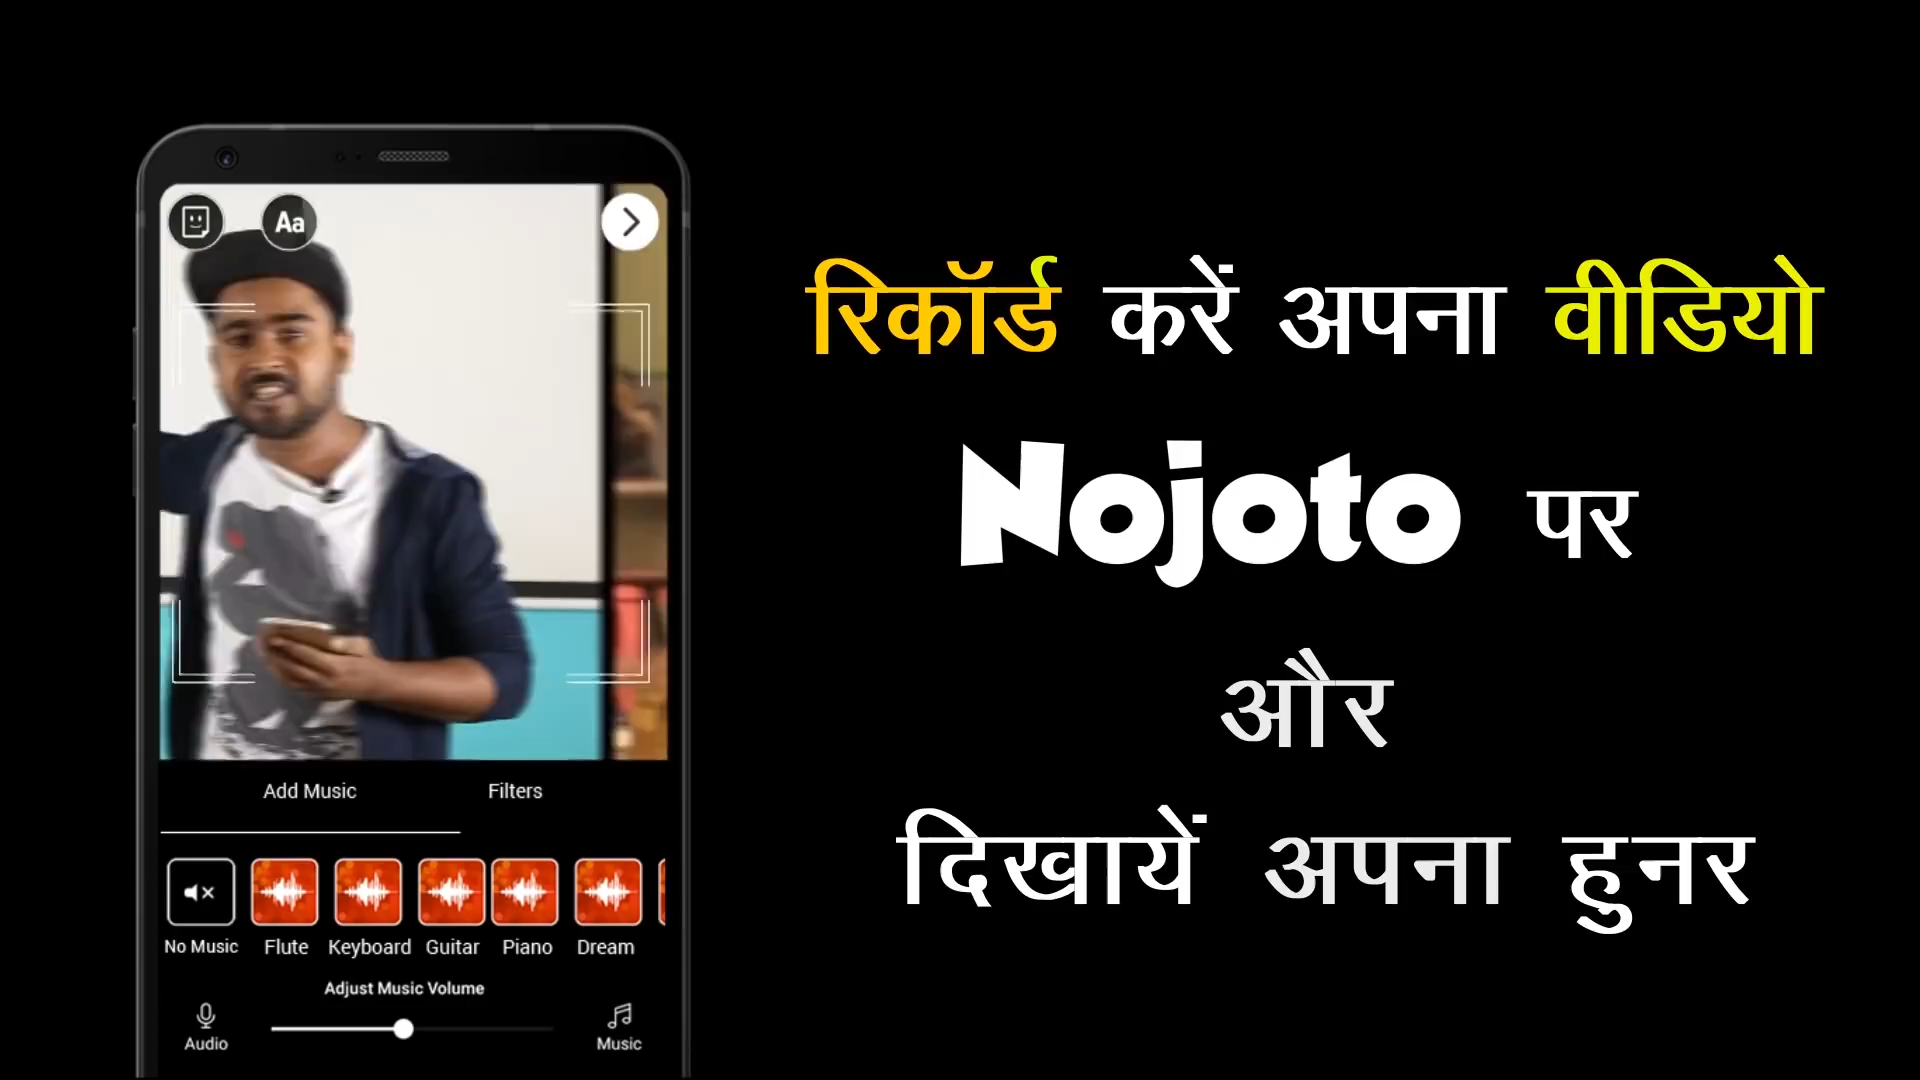 Aa
Add Music Filters
No Music Flute Keyboard Guitar Piano Dream
Adjust Music Volume
Audio Music
रिकॉर्ड करें अपना वीडियो
Nojoto पर
और
दिखायें अपना हुनर